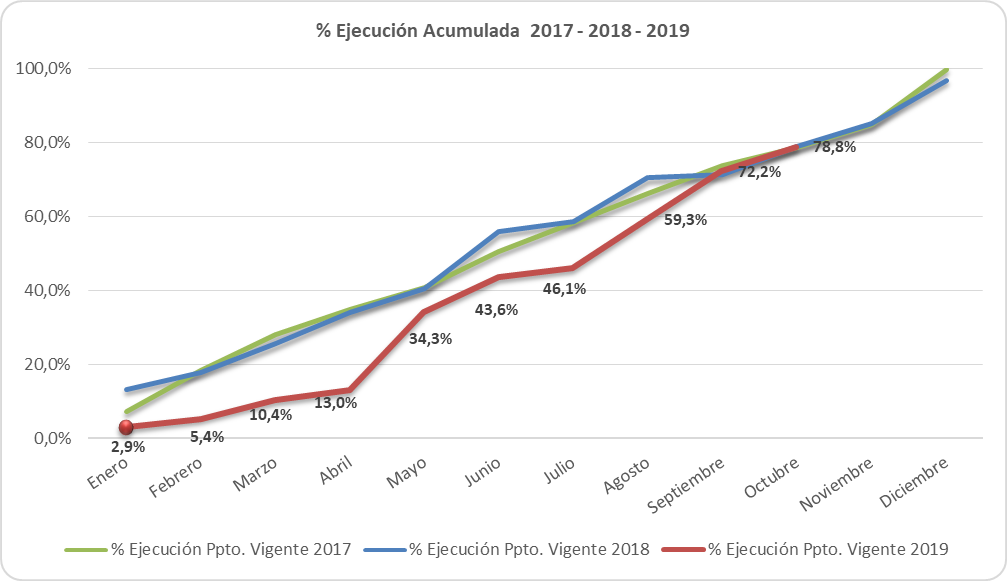 % Ejecución Acumulada 2017 - 2018 - 2019
100,0%
80,0%
60,0%
40,0%
20,0%
0,0%
78,8%
72,2%
59,3%
46,1%
43,6%
34,3%
13,0%
10,4%
5,4%
2,9%
Enero
Febrero
Marzo
Abril
Mayo
Junio
Julio
Agosto
Septiembre
Octubre
Noviembre
Diciembre
% Ejecución Ppto. Vigente 2017
% Ejecución Ppto. Vigente 2018
% Ejecución Ppto. Vigente 2019